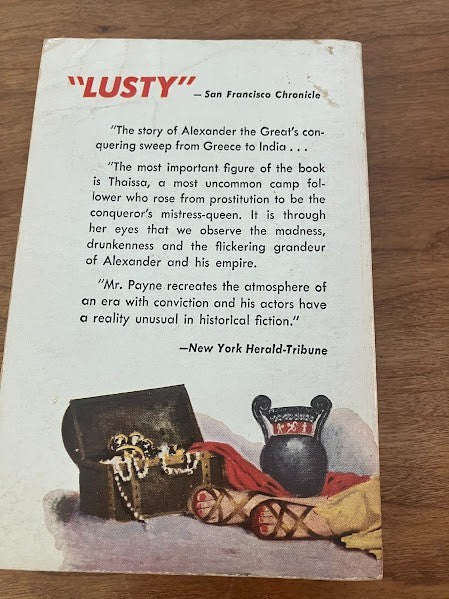 "LUSTY" — San Francisco Chronicle
"The story of Alexander the Great's con-
quering sweep from Greece to India . . .
"The most important figure of the book
is Thaissa, a most uncommon camp fol-
lower who rose from prostitution to be the
conqueror's mistress-queen. It is through
her eyes that we observe the madness,
drunkenness and the flickering grandeur
of Alexander and his empire.
"Mr. Payne recreates the atmosphere of
an era with conviction and his actors have
a reality unusual in historical fiction."
—New York Herald-Tribune